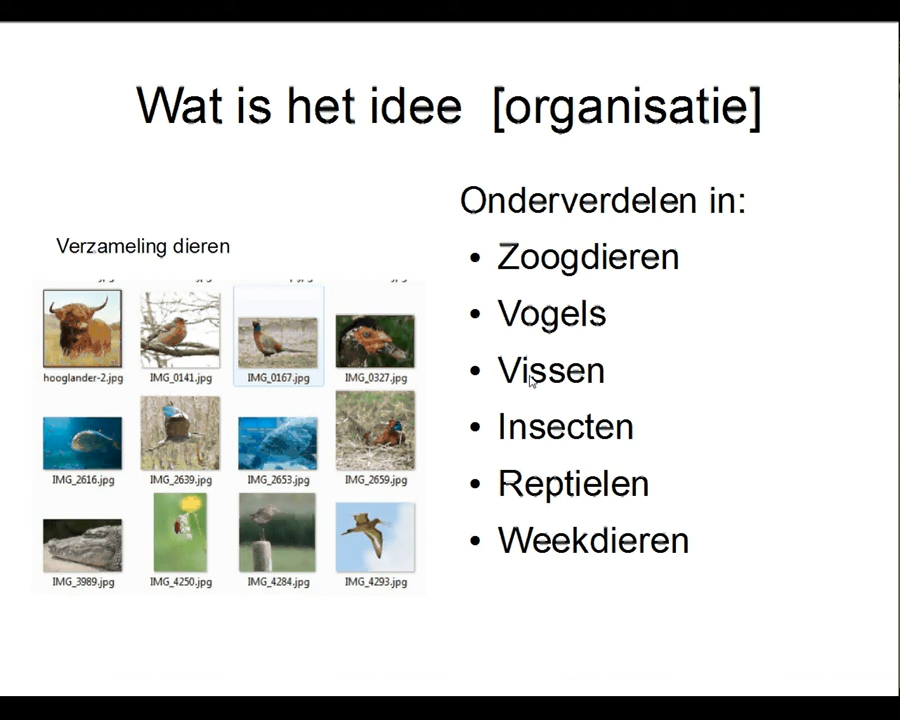 Wat is het idee [organisatie]
Verzameling dieren
hooglander-2.jpg IMG_0141.jpg IMG_0167.jpg IMG_0327.jpg
IMG_2616.jpg IMG_2639.jpg IMG_2653.jpg IMG_2659.jpg
IMG_3989.jpg IMG_4250.jpg IMG_4284.jpg IMG_4293.jpg
Onderverdelen in:
• Zoogdieren
• Vogels
• Vissen
• Insecten
• Reptielen
• Weekdieren